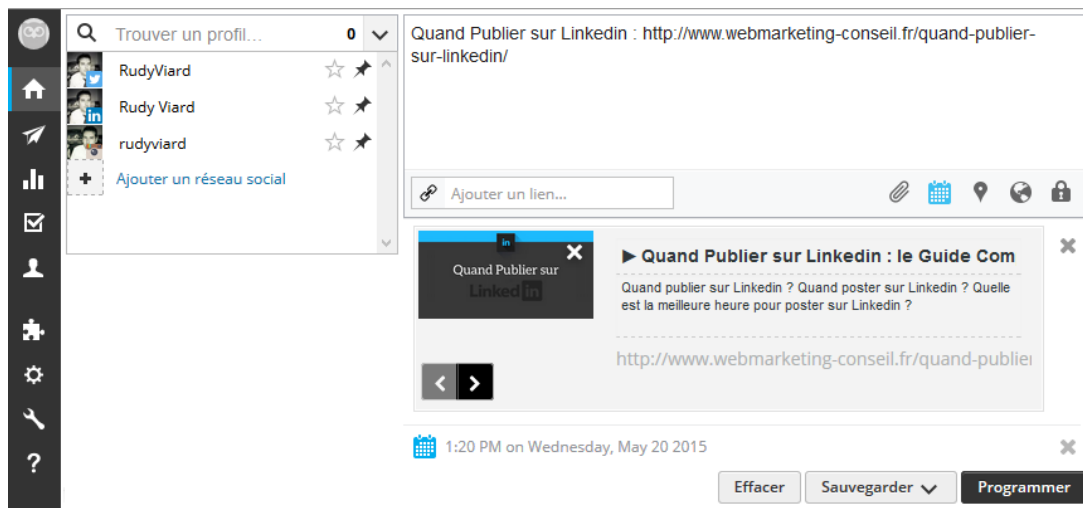 Trouver un profil... 0
RudyViard
Rudy Viard
rudyviard
Ajouter un réseau social
Quand Publier sur Linkedin : http://www.webmarketing-conseil.fr/quand-publier-
sur-linkedin/
Ajouter un lien...
in
Quand Publier sur
Linked in
▶ Quand Publier sur Linkedin : le Guide Com
Quand publier sur Linkedin ? Quand poster sur Linkedin ? Quelle
est la meilleure heure pour poster sur Linkedin ?
http://www.webmarketing-conseil.fr/quand-publier
1:20 PM on Wednesday, May 20 2015
Effacer
Sauvegarder
Programmer